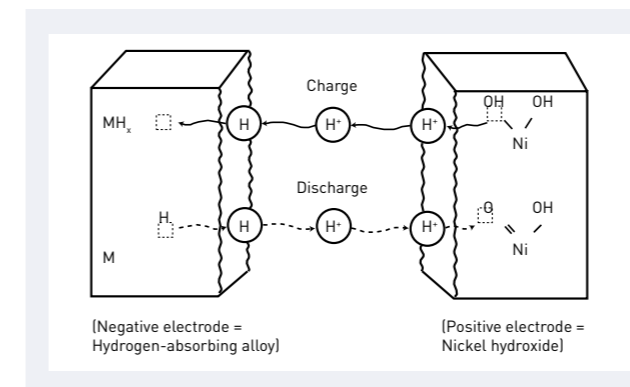 Charge
OH OH
MHx H H+ H+
Ni
Discharge
H O OH
H H+ H+
Ni
M
(Negative electrode =
Hydrogen-absorbing alloy)
(Positive electrode =
Nickel hydroxide)